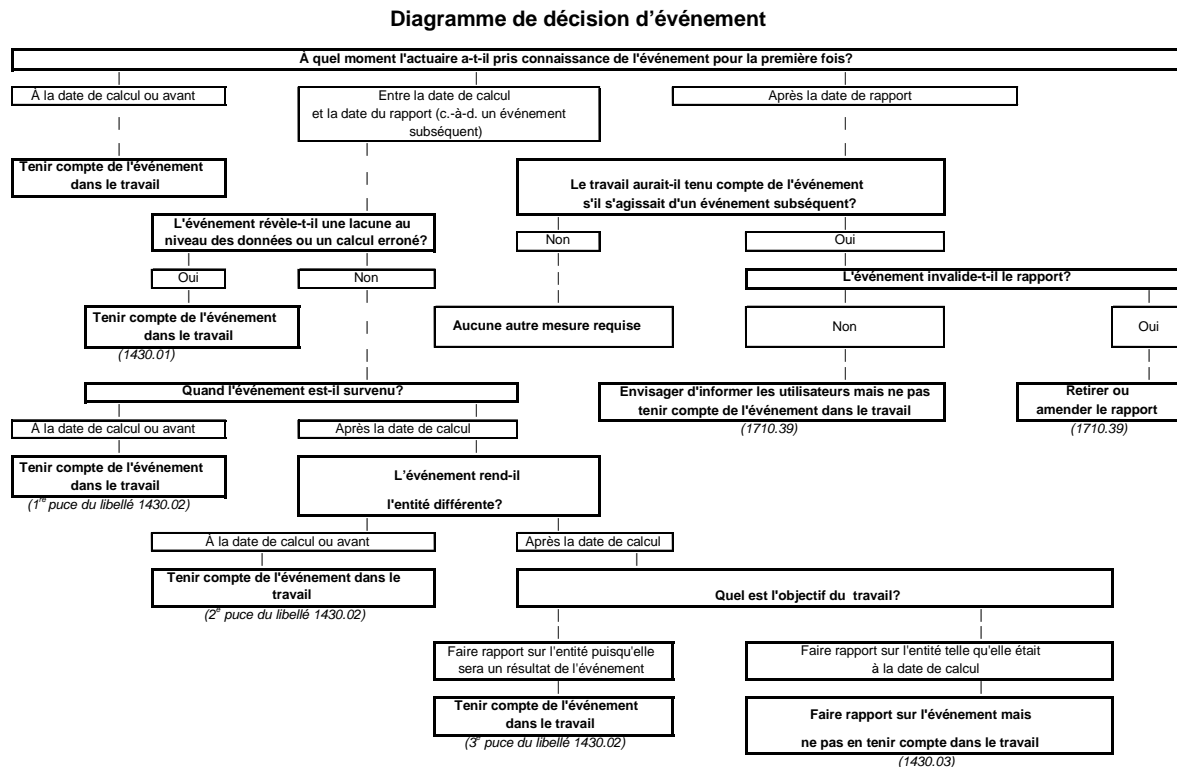 Diagramme de décision d'événement
À quel moment l'actuaire a-t-il pris connaissance de l'événement pour la première fois?
À la date de calcul ou avant
Entre la date de calcul
et la date du rapport (c.-à-d. un événement
subséquent)
Après la date de rapport
Tenir compte de l'événement
dans le travail
Le travail aurait-il tenu compte de l'événement
s'il s'agissait d'un événement subséquent?
L'événement révèle-t-il une lacune au
niveau des données ou un calcul erroné?
Non
Oui
Oui
Non
L'événement invalide-t-il le rapport?
Tenir compte de l'événement
dans le travail
(1430.01)
Aucune autre mesure requise
Non
Oui
Quand l'événement est-il survenu?
Envisager d'informer les utilisateurs mais ne pas
tenir compte de l'événement dans le travail
(1710.39)
Retirer ou
amender le rapport
(1710.39)
À la date de calcul ou avant
Après la date de calcul
Tenir compte de l'événement
dans le travail
(1re puce du libellé 1430.02)
L'événement rend-il
l'entité différente?
À la date de calcul ou avant
Après la date de calcul
Tenir compte de l'événement dans le
travail
(2e puce du libellé 1430.02)
Quel est l'objectif du travail?
Faire rapport sur l'entité puisqu'elle
sera un résultat de l'événement
Faire rapport sur l'entité telle qu'elle était
à la date de calcul
Tenir compte de l'événement
dans le travail
(3e puce du libellé 1430.02)
Faire rapport sur l'événement mais
ne pas en tenir compte dans le travail
(1430.03)